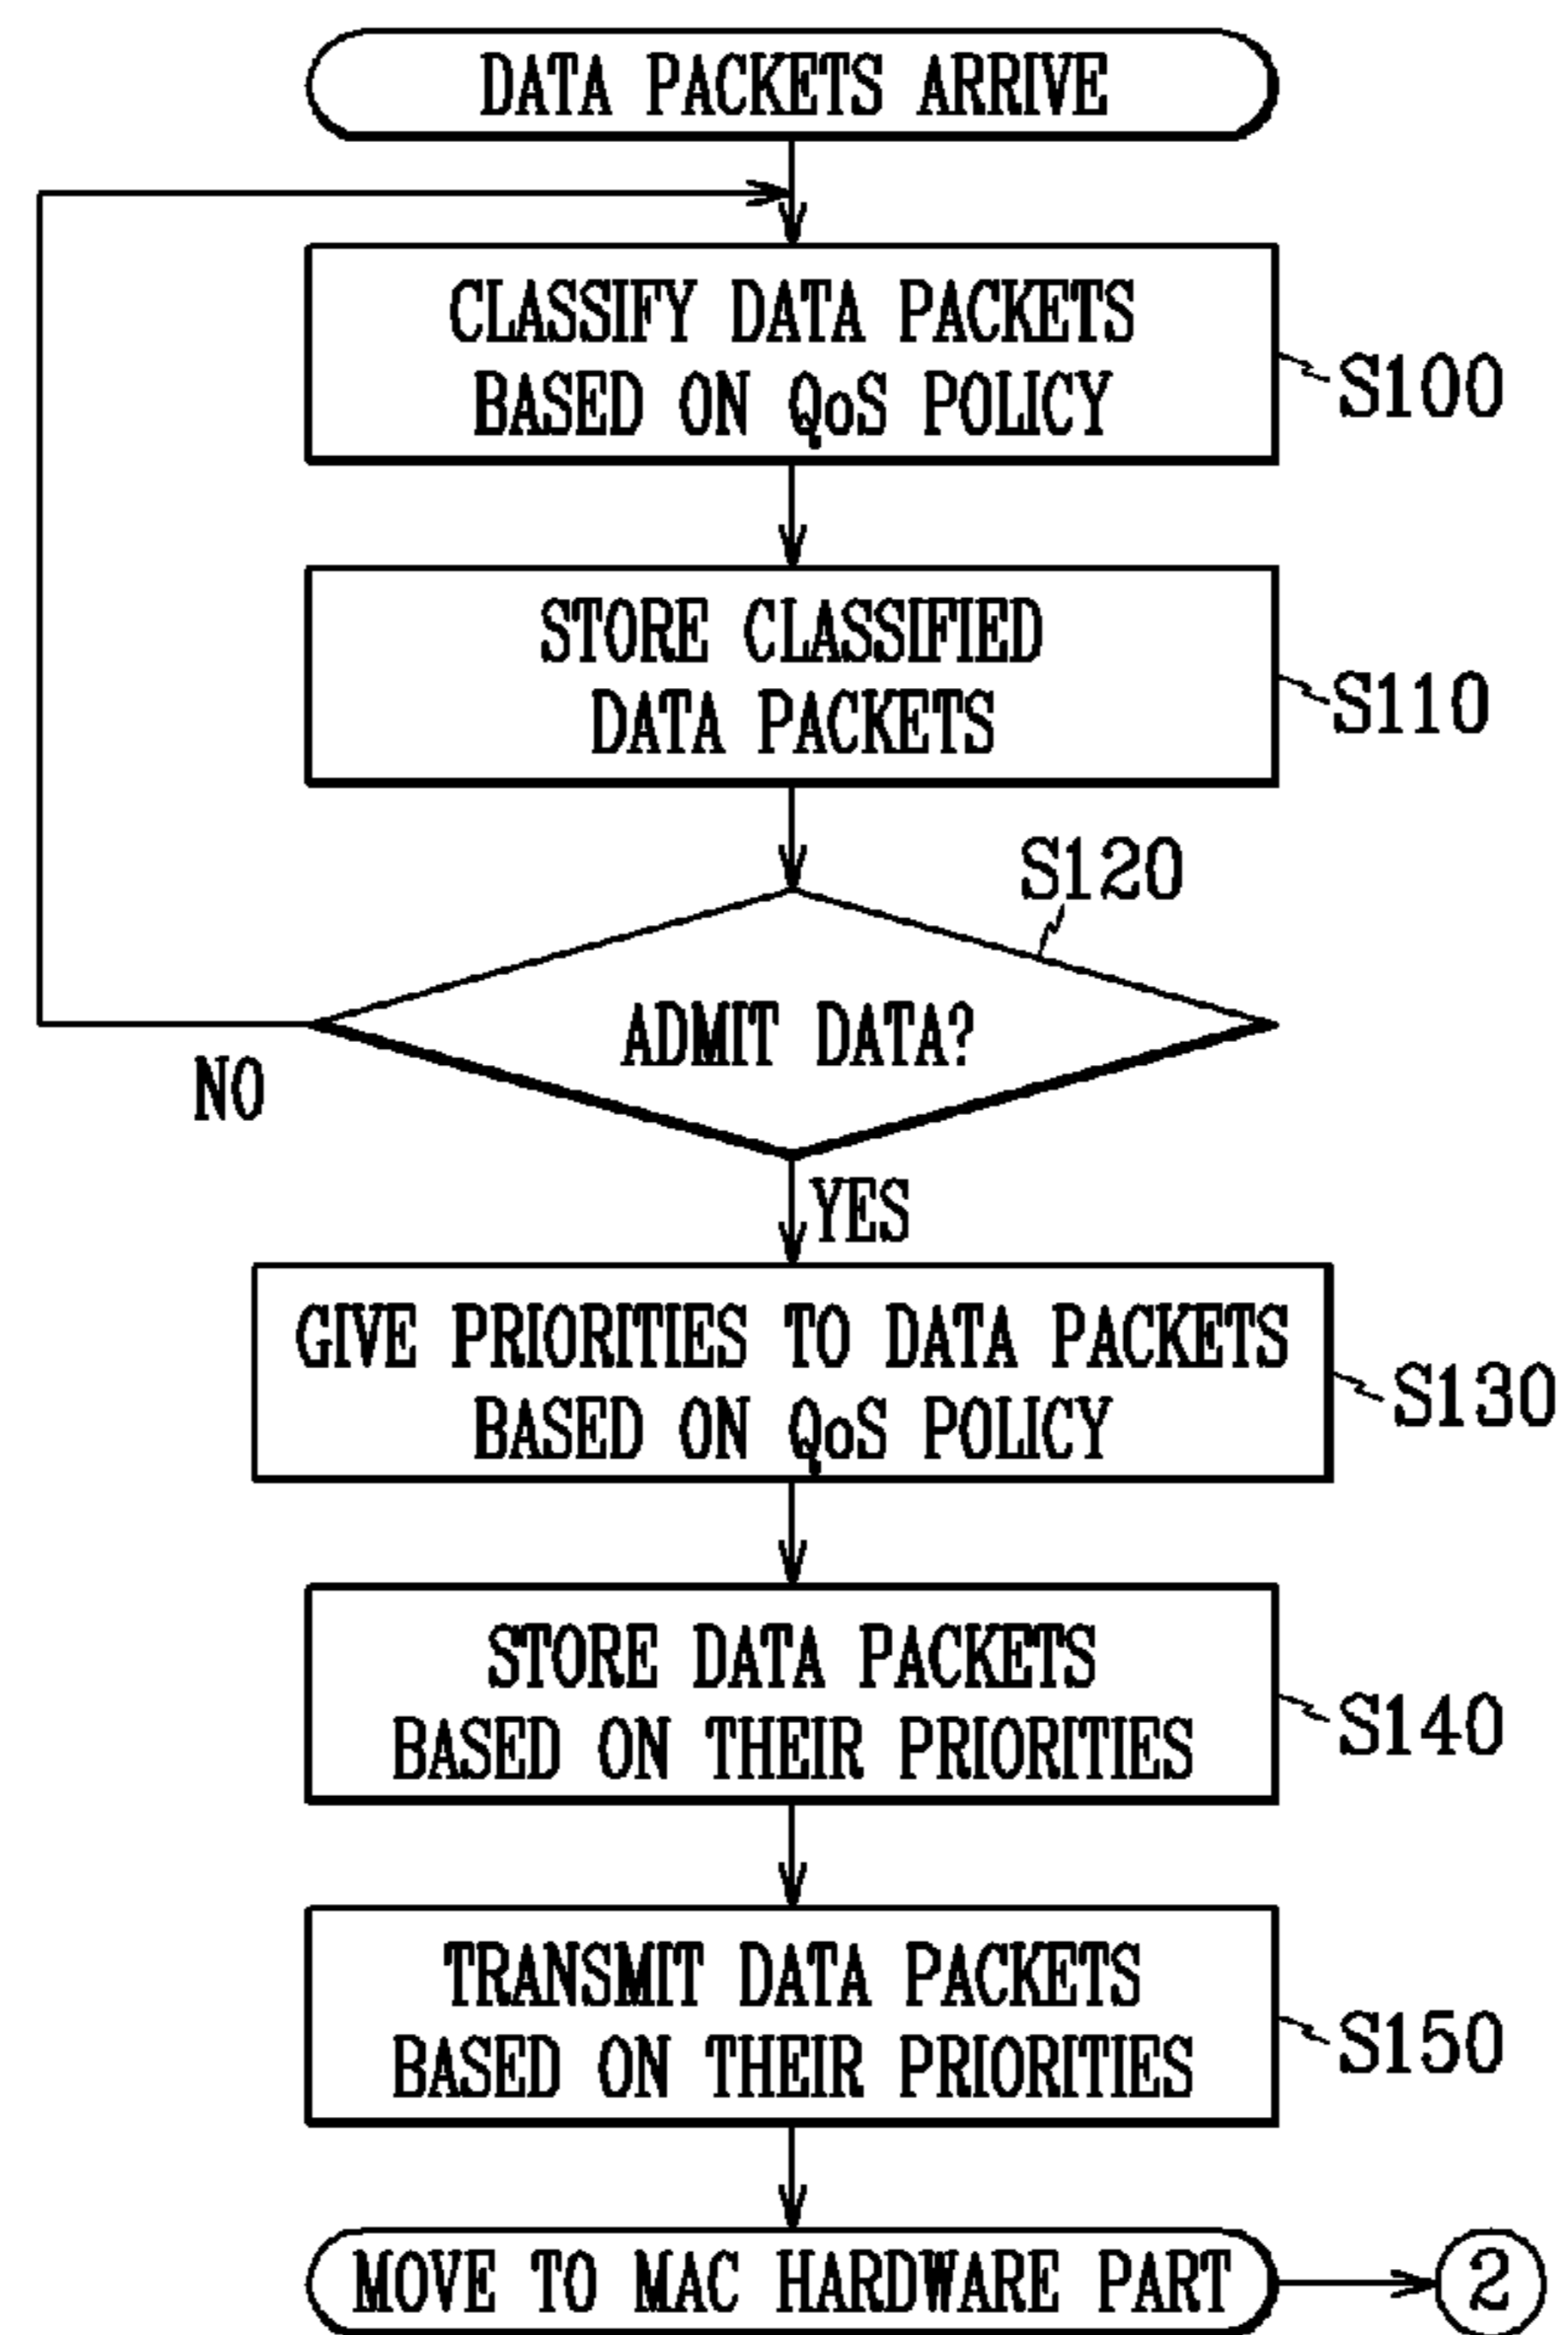 DATA PACKETS ARRIVE
CLASSIFY DATA PACKETS
BASED ON QoS POLICY
S100
STORE CLASSIFIED
DATA PACKETS
S110
S120
ADMIT DATA?
NO
YES
GIVE PRIORITIES TO DATA PACKETS
BASED ON QoS POLICY
S130
STORE DATA PACKETS
BASED ON THEIR PRIORITIES
S140
TRANSMIT DATA PACKETS
BASED ON THEIR PRIORITIES
S150
MOVE TO MAC HARDWARE PART
2